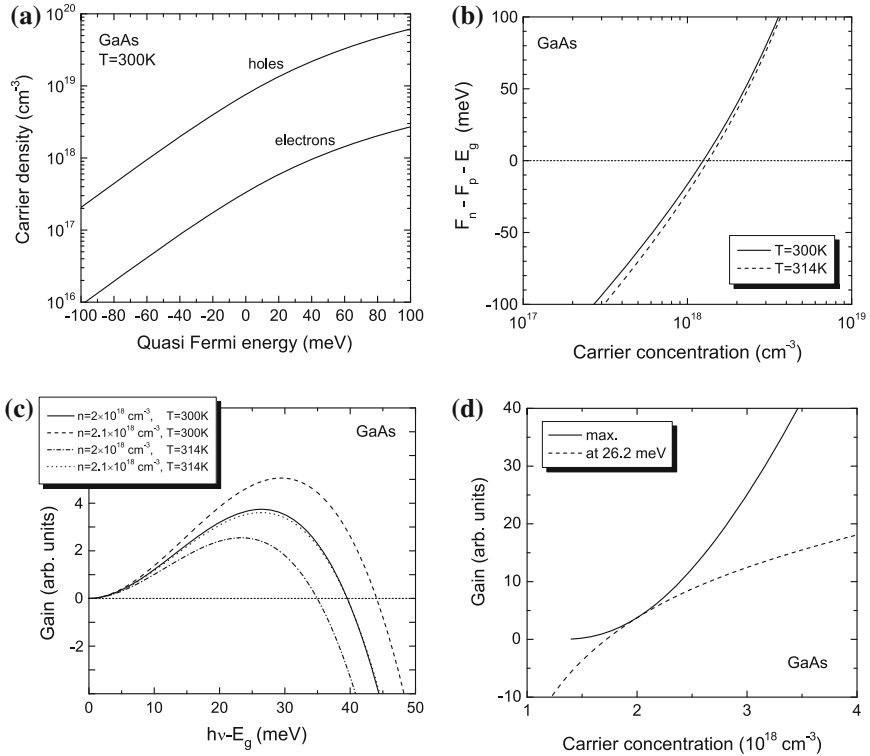 (a)
GaAs
T=300K
holes
electrons
Carrier density (cm-3)
10^20
10^19
10^18
10^17
10^16
-100 -80 -60 -40 -20 0 20 40 60 80 100
Quasi Fermi energy (meV)
(b)
GaAs
Fn - Fp - Eg (meV)
100
50
0
-50
-100
T=300K
T=314K
10^17 10^18 10^19
Carrier concentration (cm-3)
(c)
n=2×10^18 cm-3, T=300K
n=2.1×10^18 cm-3, T=300K
n=2×10^18 cm-3, T=314K
n=2.1×10^18 cm-3, T=314K
GaAs
Gain (arb. units)
4
2
0
-2
0 10 20 30 40 50
hν-Eg (meV)
(d)
max.
at 26.2 meV
Gain (arb. units)
40
30
20
10
0
-10
GaAs
1 2 3 4
Carrier concentration (10^18 cm-3)